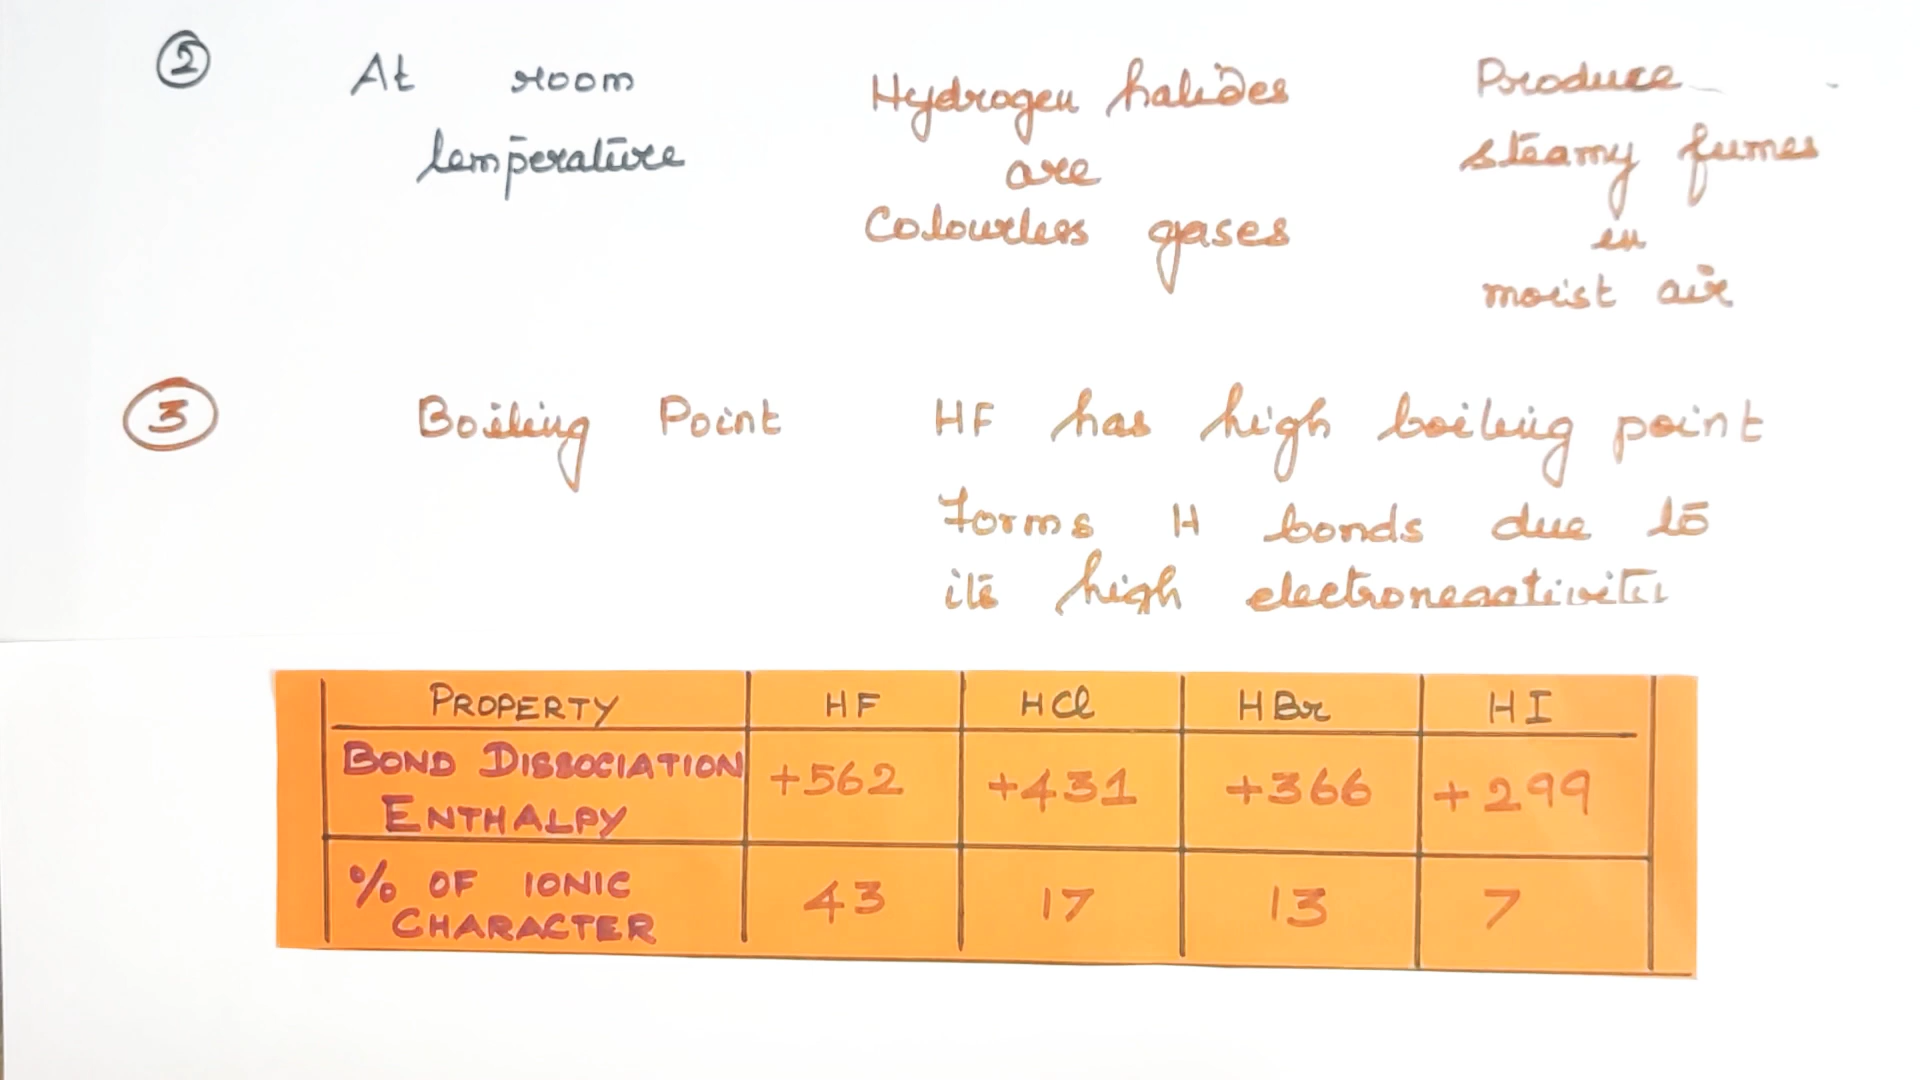 ②
At room
temperature
Hydrogen halides
are
Colourless gases
Produce
steamy fumes
in
moist air
③
Boiling Point
HF has high boiling point
Forms H bonds due to
its high electronegativity
PROPERTY HF HCl HBr HI
BOND DISSOCIATION
ENTHALPY
+562 +431 +366 +299
% OF IONIC
CHARACTER
43 17 13 7